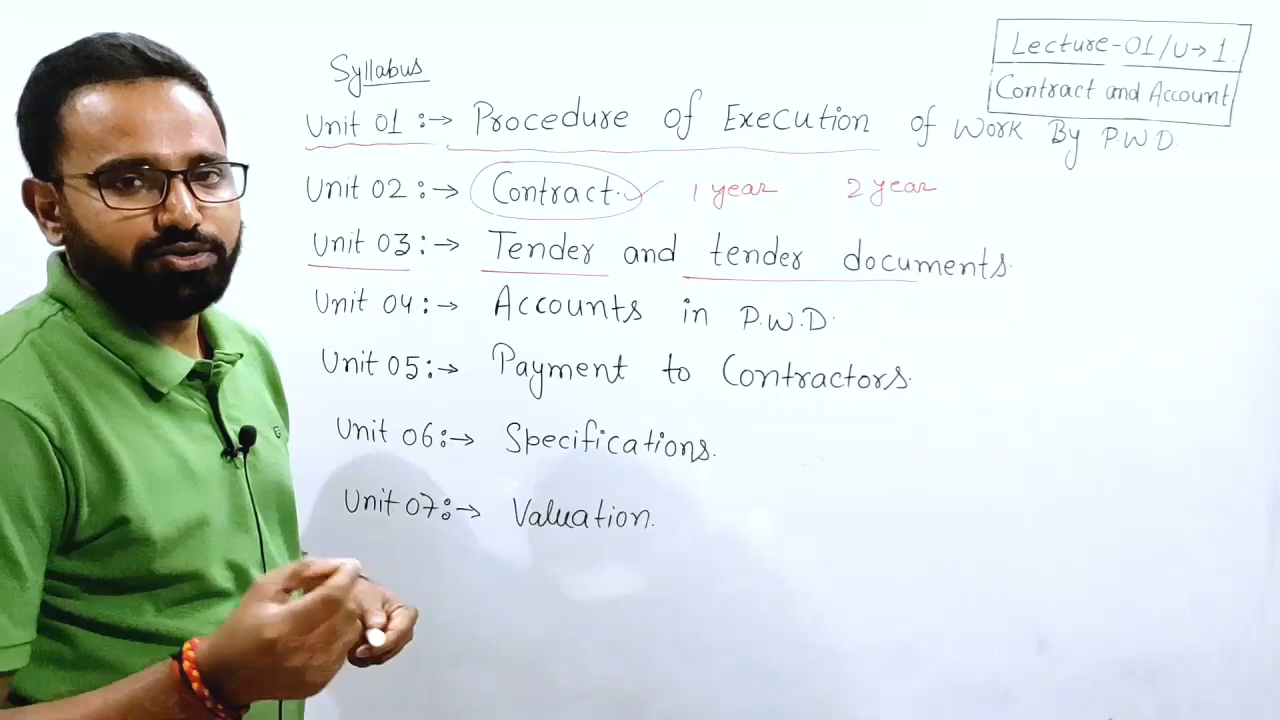 Lecture-01/U→1.
Contract and Account
Syllabus
Unit 01:→ Procedure of Execution of Work By P.W.D.
Unit 02:→ Contract. 1 year 2 year
Unit 03:→ Tender and tender documents.
Unit 04:→ Accounts in P.W.D.
Unit 05:→ Payment to Contractors.
Unit 06:→ Specifications.
Unit 07:→ Valuation.